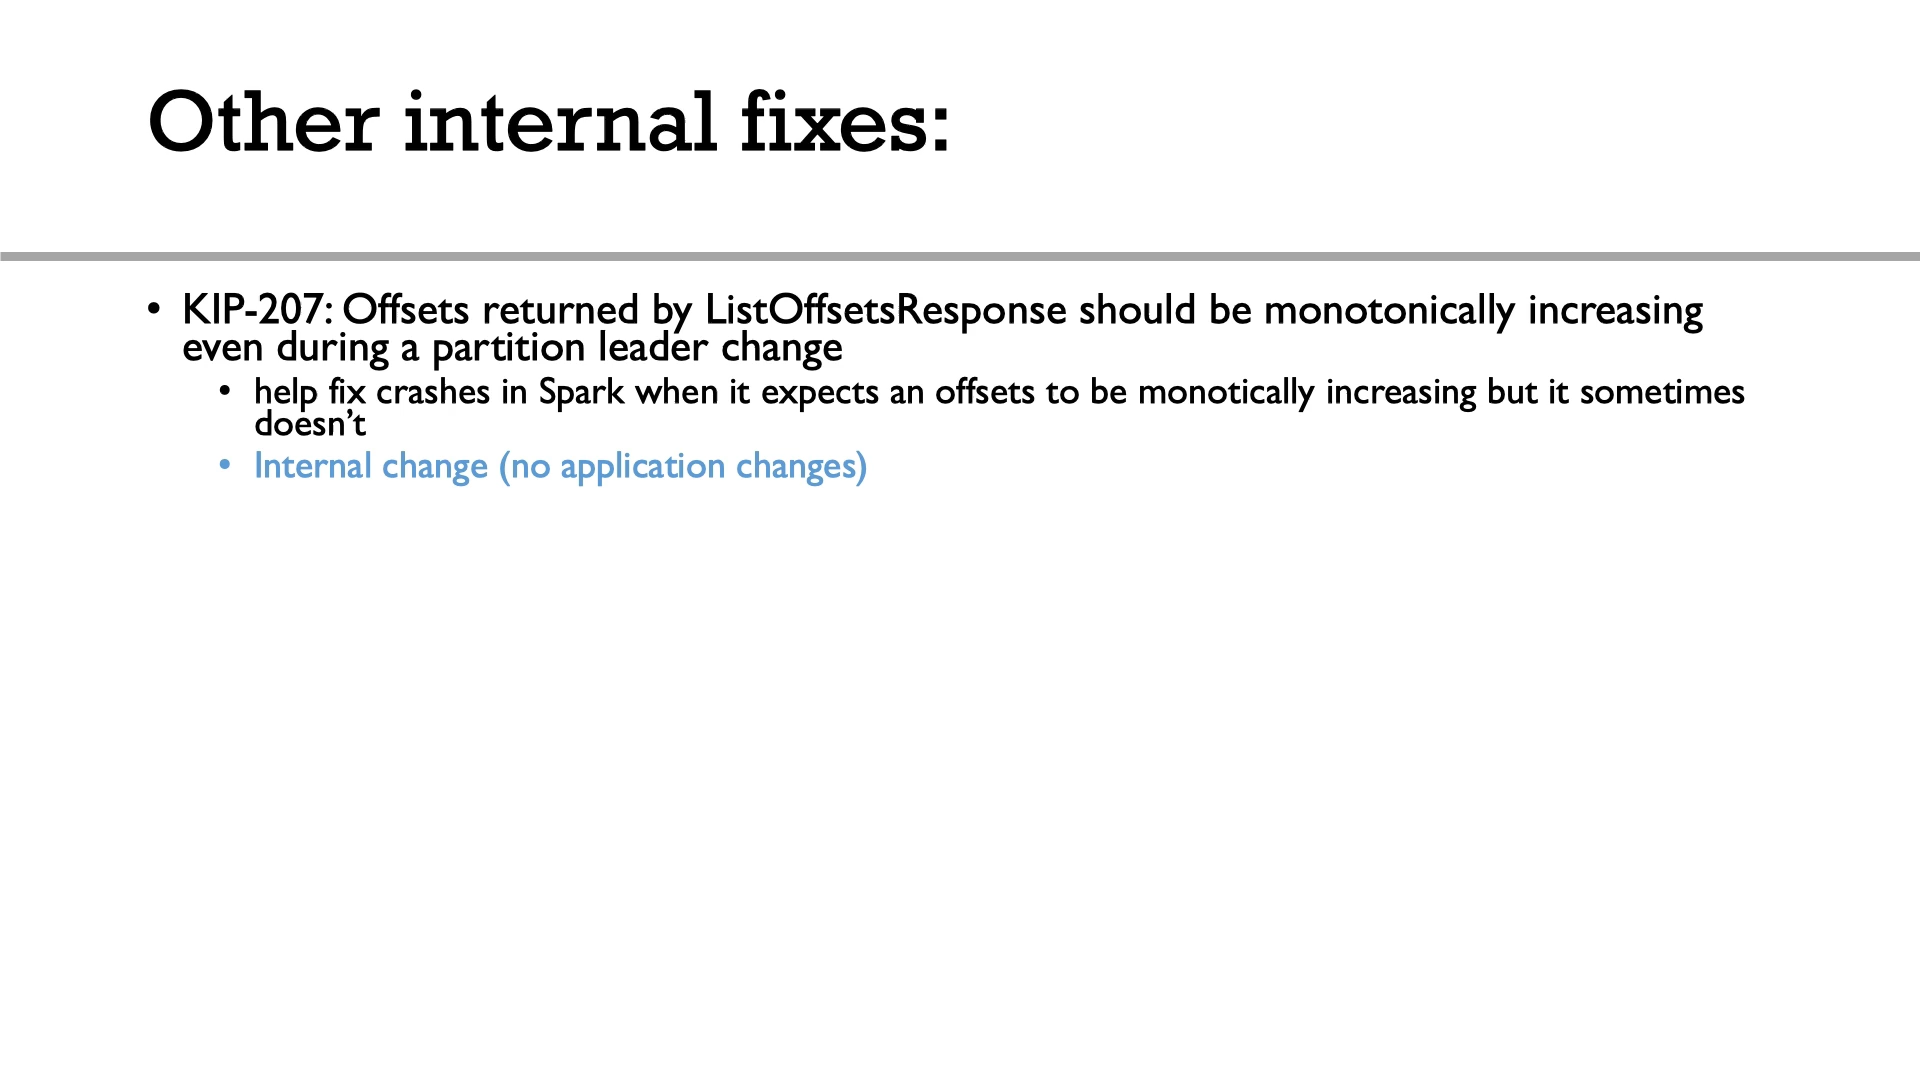 Other internal fixes:
• KIP-207: Offsets returned by ListOffsetsResponse should be monotonically increasing
even during a partition leader change
• help fix crashes in Spark when it expects an offsets to be monotically increasing but it sometimes
doesn’t
• Internal change (no application changes)